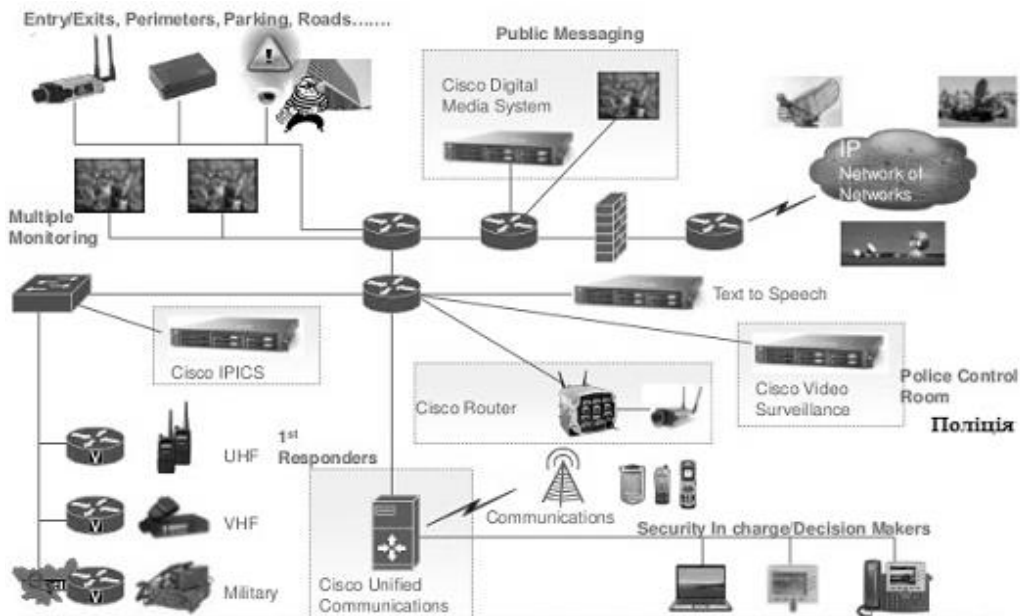 Entry/Exits, Perimeters, Parking, Roads…….
Public Messaging
Cisco Digital
Media System
IP
Network of
Networks
Multiple
Monitoring
Text to Speech
Cisco IPICS
Cisco Router
Cisco Video
Surveillance
Police Control
Room
Поліція
1st
Responders
UHF
V
VHF
V
Communications
Security In charge/Decision Makers
Military
V
Cisco Unified
Communications